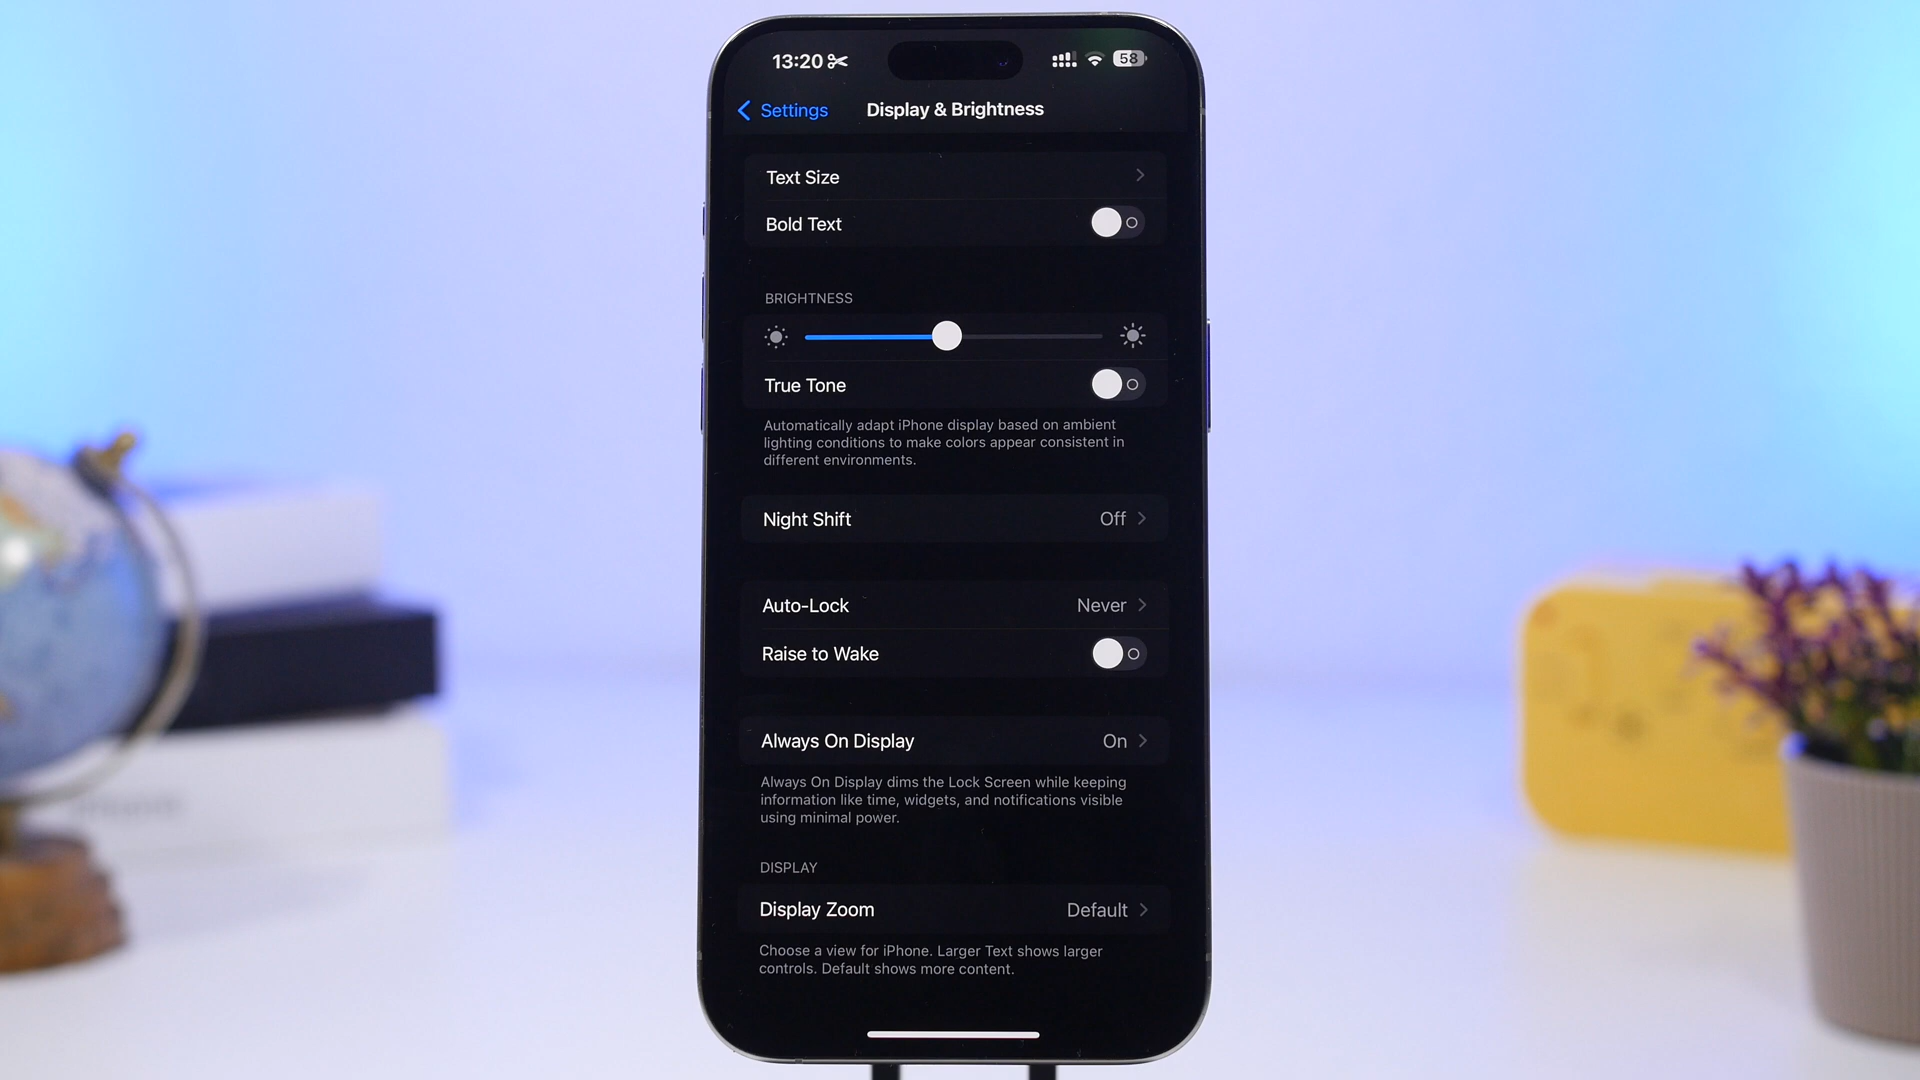 13:20
58
Settings
Display & Brightness
Text Size
Bold Text
BRIGHTNESS
True Tone
Automatically adapt iPhone display based on ambient
lighting conditions to make colors appear consistent in
different environments.
Night Shift Off
Auto-Lock Never
Raise to Wake
Always On Display On
Always On Display dims the Lock Screen while keeping
information like time, widgets, and notifications visible
using minimal power.
DISPLAY
Display Zoom Default
Choose a view for iPhone. Larger Text shows larger
controls. Default shows more content.